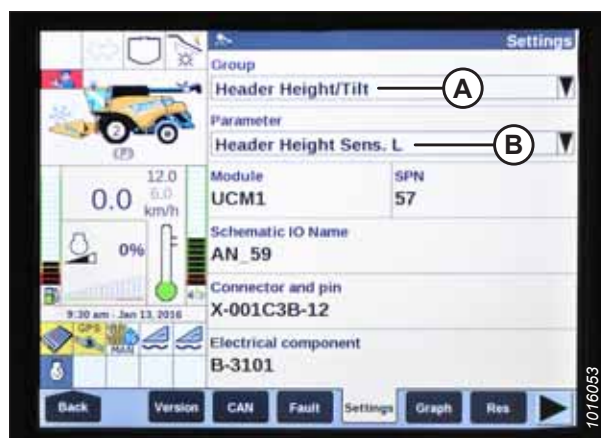 Settings
Group
Header Height/Tilt
A
Parameter
Header Height Sens. L
B
Module
SPN
UCM1
57
Schematic IO Name
AN_59
Connector and pin
X-001C3B-12
Electrical component
B-3101
2
(P)
12.0
6.0
0.0 km/h
0%
9:30 am - Jan 13, 2016
GPS
MAN
Back
Version
CAN
Fault
Settings
Graph
Res
1016053